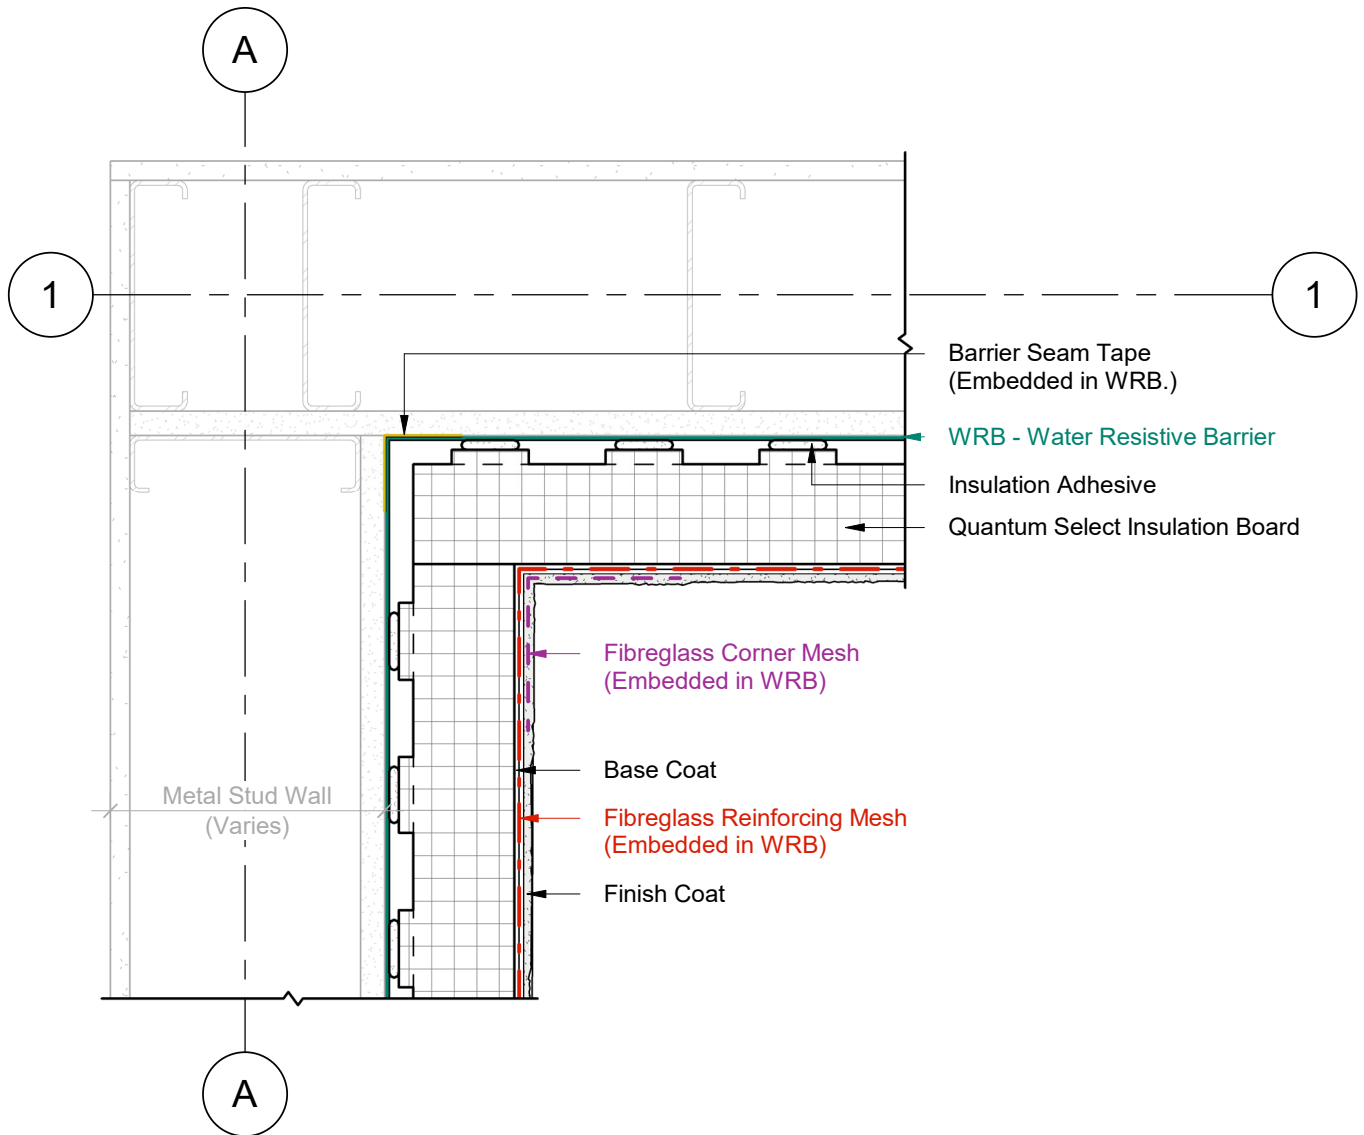 A
1
1
Barrier Seam Tape
(Embedded in WRB.)
WRB - Water Resistive Barrier
Insulation Adhesive
Quantum Select Insulation Board
Fibreglass Corner Mesh
(Embedded in WRB)
Base Coat
Metal Stud Wall
(Varies)
Fibreglass Reinforcing Mesh
(Embedded in WRB)
Finish Coat
A